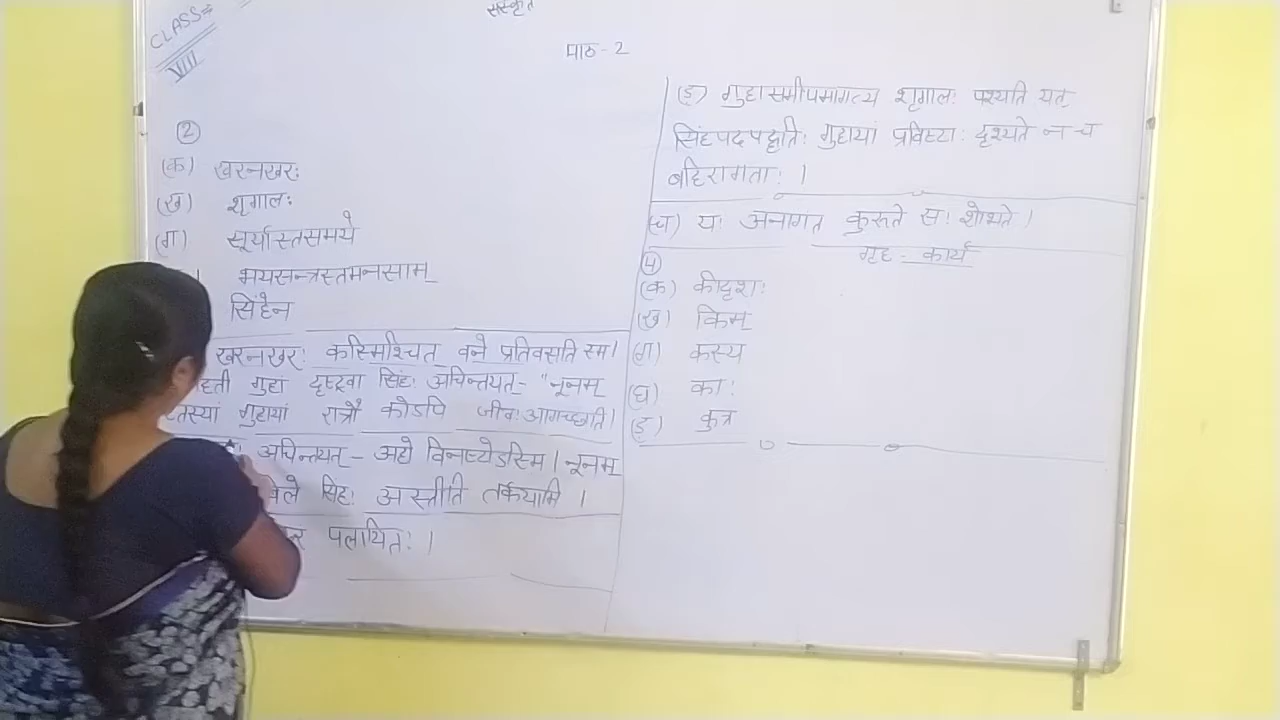 CLASS⇒
VIII
संस्कृत
पाठ - 2
②
(क) खरनखरः
(ख) शृगालः
(ग) सूर्यास्तसमये
भयसन्त्रस्तमनसाम्
सिंहेन
खरनखरः कस्मिश्चित् वने प्रतिवसति स्म।
हती गुहां दृष्ट्वा सिंहः अचिन्तयत्- "नूनम्
तस्यां गुहायां रात्रौ कोऽपि जीवः आगच्छति।
अचिन्तयत् - अहो विनष्टोऽस्मि। नूनम्
बिले सिंहः अस्तीति तर्कयामि ।
पलायितः ।
(ङ) गुहासमीपमागत्य शृगालः पश्यति यत्
सिंहपदपद्धतिः गुहायां प्रविष्टाः दृश्यते न च
बहिरागताः ।
(च) यः अनागत कुरुते सः शोभते।
गृह - कार्य
④
(क) कीदृशः
(ख) किम्
(ग) कस्य
(घ) काः
(ङ) कुत्र